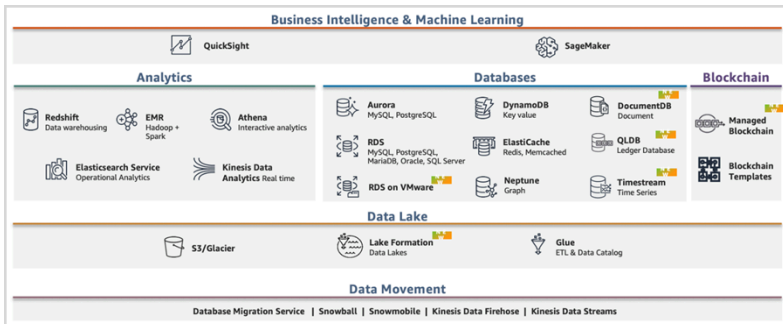 Business Intelligence & Machine Learning
QuickSight
SageMaker
Analytics
Redshift
Data warehousing
EMR
Hadoop +
Spark
Athena
Interactive analytics
Elasticsearch Service
Operational Analytics
Kinesis Data
Analytics Real time
Databases
Aurora
MySQL, PostgreSQL
DynamoDB
Key value
DocumentDB
Document
RDS
MySQL, PostgreSQL,
MariaDB, Oracle, SQL Server
ElastiCache
Redis, Memcached
QLDB
Ledger Database
RDS on VMware
Neptune
Graph
Timestream
Time Series
Blockchain
Managed
Blockchain
Blockchain
Templates
Data Lake
S3/Glacier
Lake Formation
Data Lakes
Glue
ETL & Data Catalog
Data Movement
Database Migration Service | Snowball | Snowmobile | Kinesis Data Firehose | Kinesis Data Streams